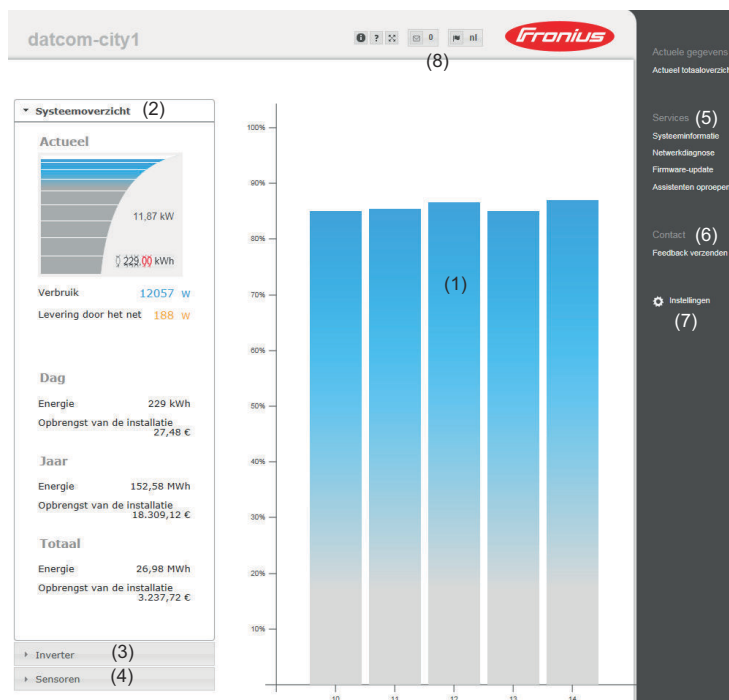 datcom-city1
i ? 0 nl
Fronius
(8)
Systeemoverzicht (2)
Actueel
11,87 kW
229.00 kWh
Verbruik 12057 W
Levering door het net 188 W
Dag
Energie 229 kWh
Opbrengst van de installatie
27,48 €
Jaar
Energie 152,58 MWh
Opbrengst van de installatie
18.309,12 €
Totaal
Energie 26,98 MWh
Opbrengst van de installatie
3.237,72 €
Inverter (3)
Sensoren (4)
100%
90%
80%
70%
60%
50%
40%
30%
20%
10%
(1)
10 11 12 13 14
Actuele gegevens
Actueel totaaloverzich
Services (5)
Systeeminformatie
Netwerkdiagnose
Firmware-update
Assistenten oproepen
Contact (6)
Feedback verzenden
Instellingen
(7)